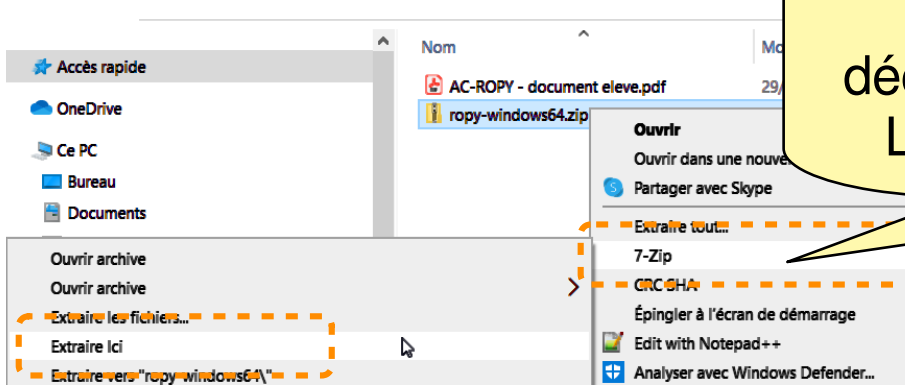 Nom
Accès rapide
AC-ROPY - document eleve.pdf
29/
OneDrive
ropy-windows64.zip
Ouvrir
Ce PC
Ouvrir dans une
Bureau
Partager avec Skype
Documents
Extraire tout...
Ouvrir archive
7-Zip
Ouvrir archive
CRC SHA
Extraire les fichiers...
Épingler à l'écran de démarrage
Extraire Ici
Edit with Notepad++
Extraire vers "ropy-windows64\"
Analyser avec Windows Defender...